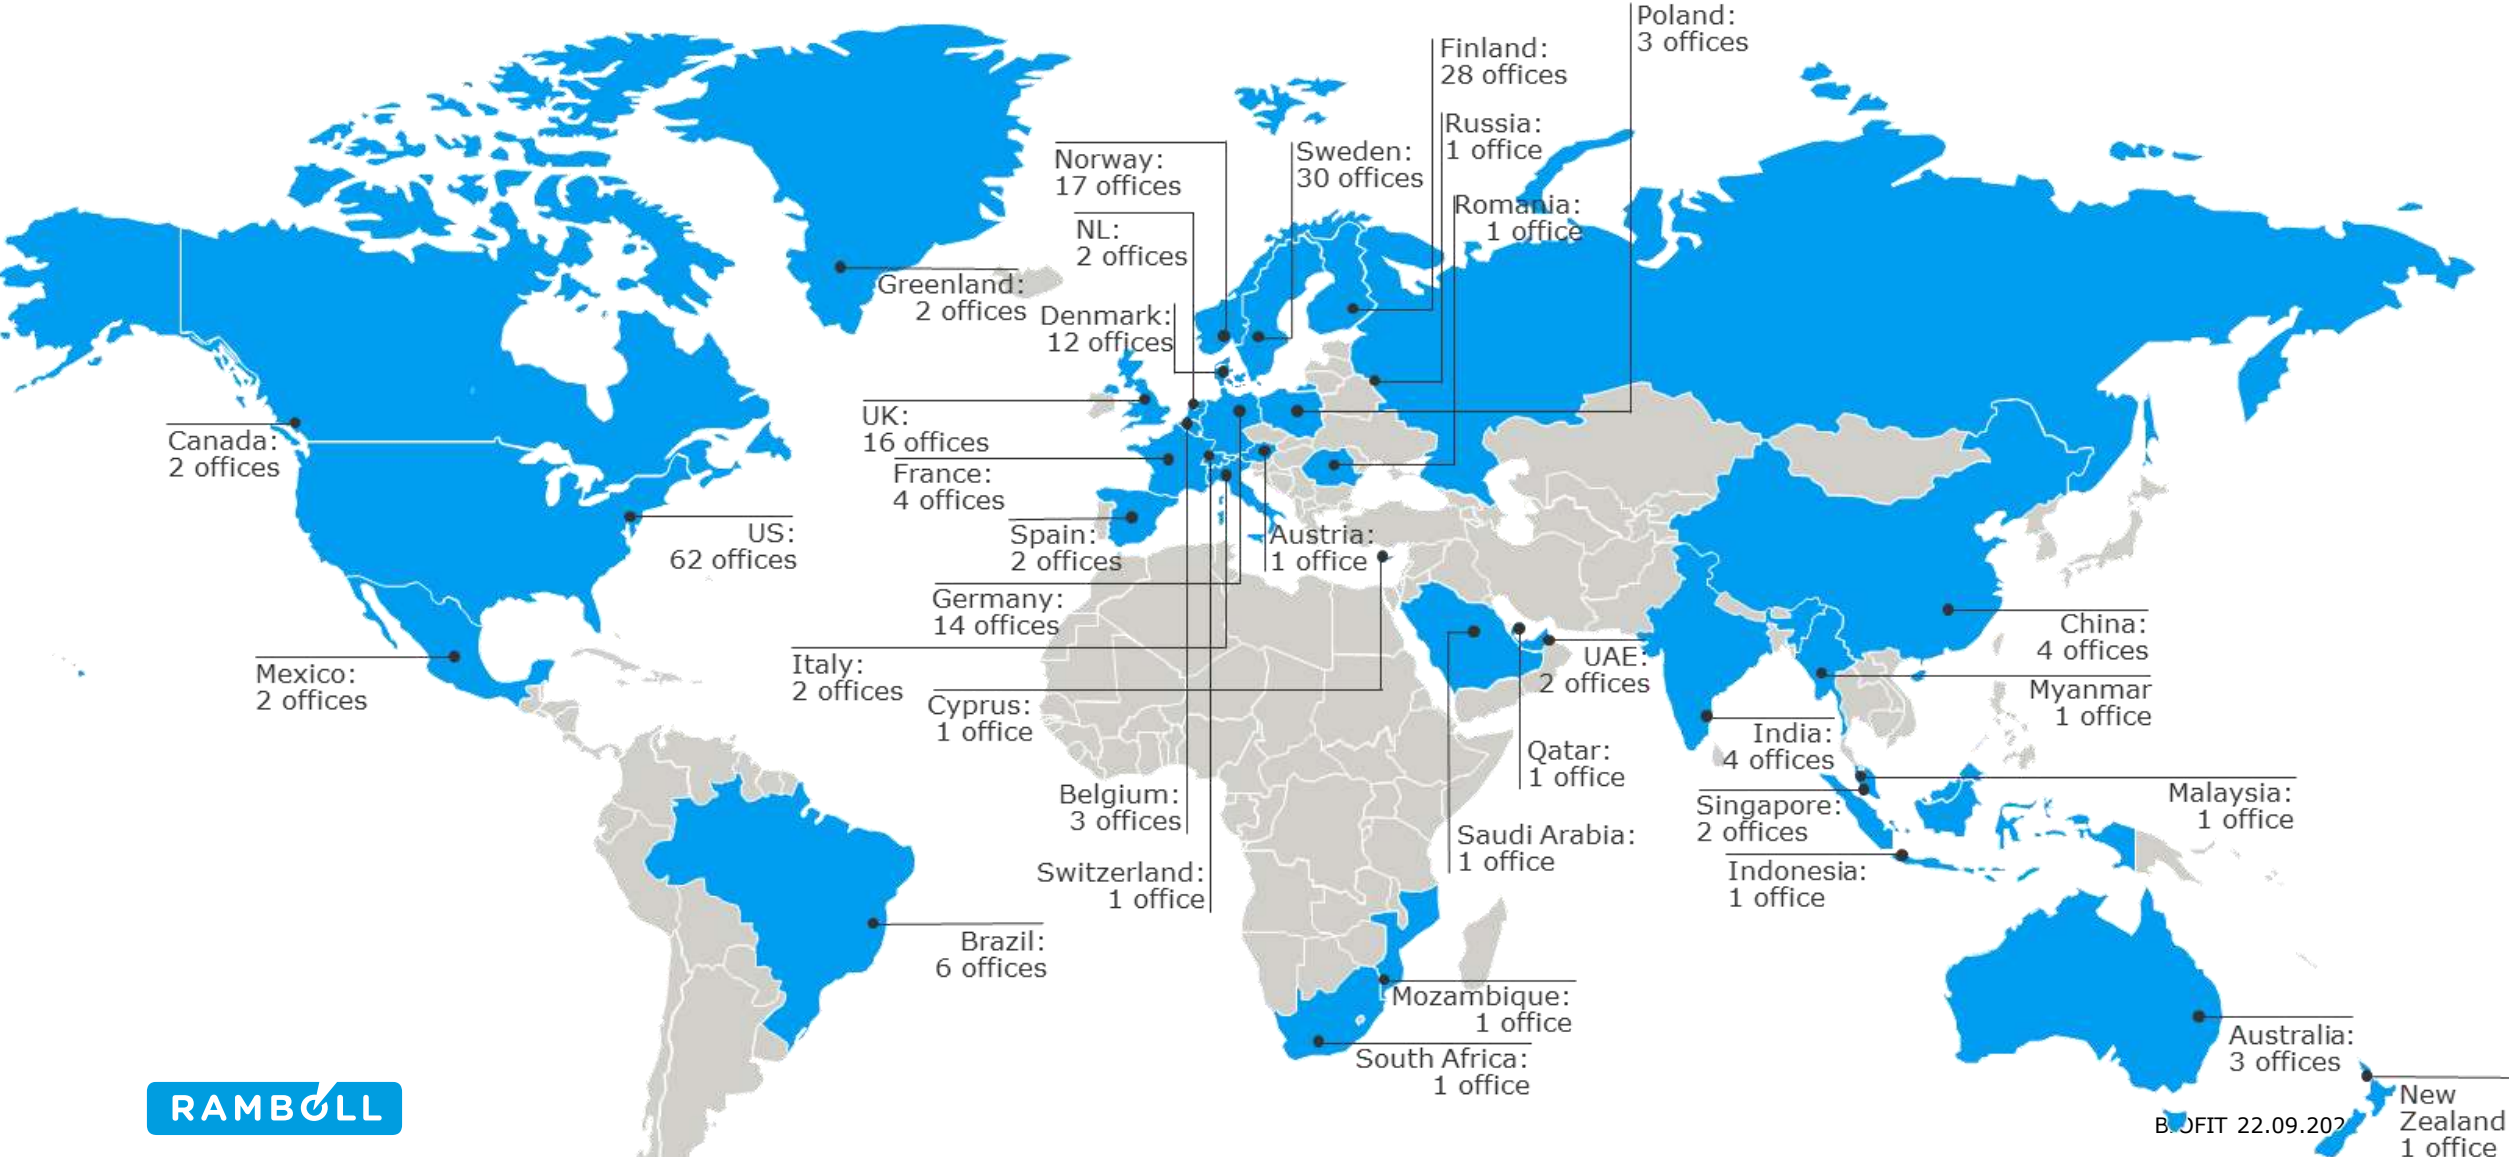 Poland:
3 offices
Finland:
28 offices
Russia:
1 office
Norway:
17 offices
Sweden:
30 offices
Romania:
1 office
NL:
2 offices
Greenland:
2 offices
Denmark:
12 offices
UK:
16 offices
Canada:
2 offices
France:
4 offices
US:
62 offices
Spain:
2 offices
Austria:
1 office
Germany:
14 offices
China:
4 offices
Italy:
2 offices
UAE:
2 offices
Mexico:
2 offices
Myanmar
1 office
Cyprus:
1 office
India:
4 offices
Qatar:
1 office
Belgium:
3 offices
Malaysia:
1 office
Singapore:
2 offices
Saudi Arabia:
1 office
Switzerland:
1 office
Indonesia:
1 office
Brazil:
6 offices
Mozambique:
1 office
Australia:
3 offices
South Africa:
1 office
New
Zealand
1 office
RAMBOLL